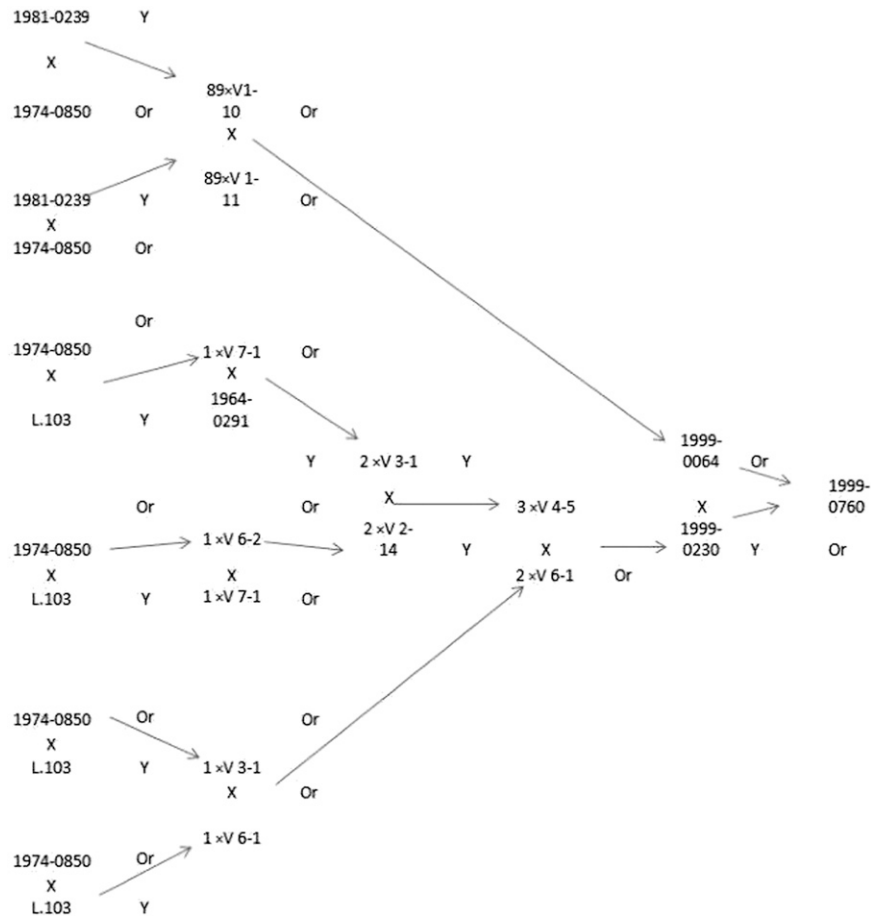 1981-0239 Y
X
89×V1-
1974-0850 Or 10 Or
X
89×V 1-
1981-0239 Y 11 Or
X
1974-0850 Or
Or
1974-0850 1 ×V 7-1 Or
X X
1964-
L.103 Y 0291
1999-
Y 2 ×V 3-1 Y 0064 Or
1999-
Or Or X 3 ×V 4-5 X 0760
1 ×V 6-2 2 ×V 2- 1999-
1974-0850 14 Y X 0230 Y Or
X X 2 ×V 6-1 Or
L.103 Y 1 ×V 7-1 Or
1974-0850 Or Or
X
L.103 Y 1 ×V 3-1
X Or
1 ×V 6-1
1974-0850 Or
X
L.103 Y